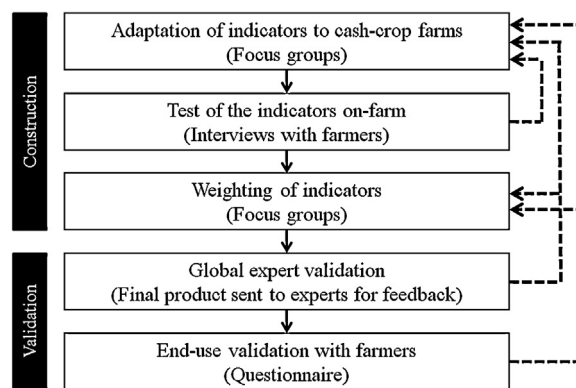 Construction
Adaptation of indicators to cash-crop farms
(Focus groups)
Test of the indicators on-farm
(Interviews with farmers)
Weighting of indicators
(Focus groups)
Validation
Global expert validation
(Final product sent to experts for feedback)
End-use validation with farmers
(Questionnaire)